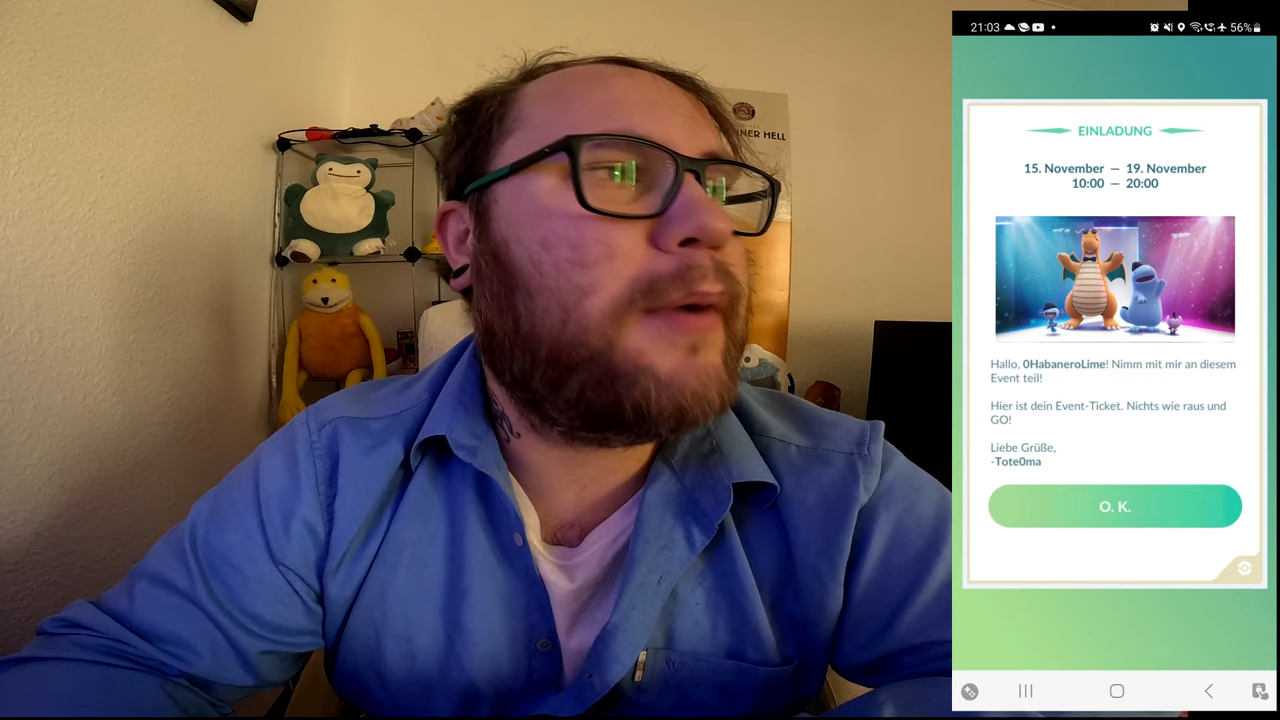 NER HELL
21:03
56%
EINLADUNG
15. November — 19. November
10:00 — 20:00
Hallo, 0HabaneroLime! Nimm mit mir an diesem
Event teil!
Hier ist dein Event-Ticket. Nichts wie raus und
GO!
Liebe Grüße,
-Tote0ma
O. K.